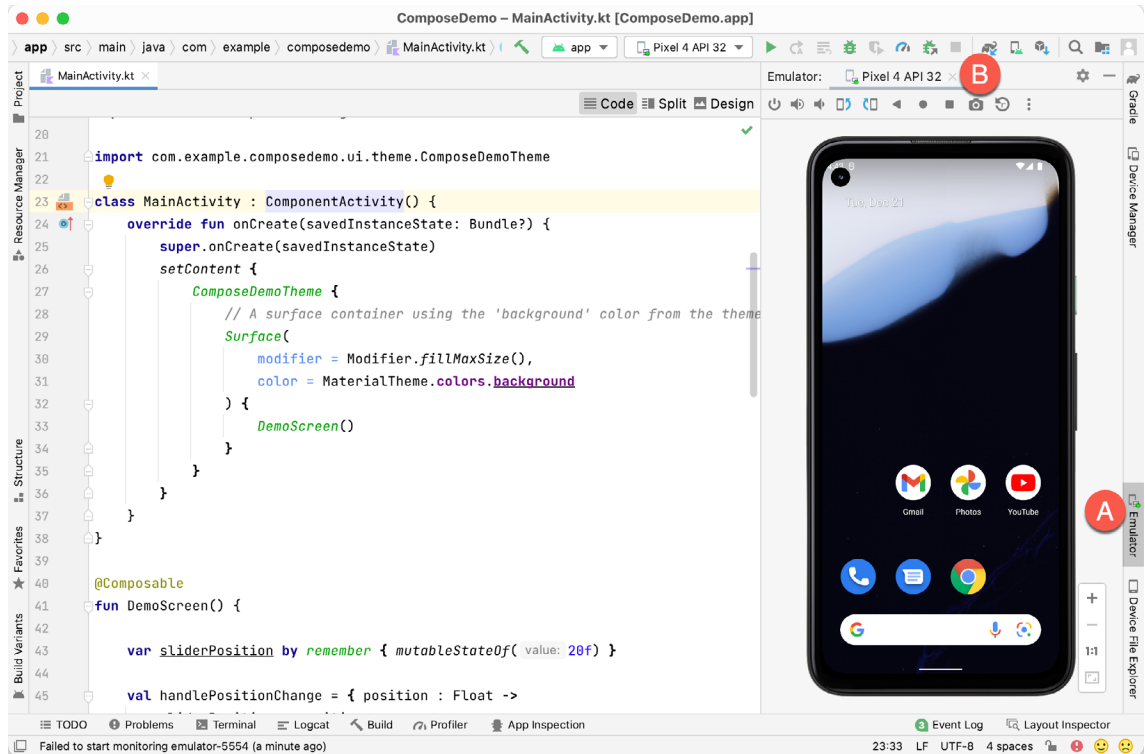 ComposeDemo – MainActivity.kt [ComposeDemo.app]
app src main java com example composedemo MainActivity.kt app Pixel 4 API 32
Project
Resource Manager
Structure
Favorites
Build Variants
MainActivity.kt
Code Split Design
20
21 import com.example.composedemo.ui.theme.ComposeDemoTheme
22
23 class MainActivity : ComponentActivity() {
24 override fun onCreate(savedInstanceState: Bundle?) {
25 super.onCreate(savedInstanceState)
26 setContent {
27 ComposeDemoTheme {
28 // A surface container using the 'background' color from the theme
29 Surface(
30 modifier = Modifier.fillMaxSize(),
31 color = MaterialTheme.colors.background
32 ) {
33 DemoScreen()
34 }
35 }
36 }
37 }
38 }
39
40 @Composable
41 fun DemoScreen() {
42
43 var sliderPosition by remember { mutableStateOf( value: 20f) }
44
45 val handlePositionChange = { position : Float ->
Emulator: Pixel 4 API 32
B
Tue, Dec 21
Gmail Photos YouTube
G
A
+
−
1:1
Gradle
Device Manager
Emulator
Device File Explorer
TODO Problems Terminal Logcat Build Profiler App Inspection 3 Event Log Layout Inspector
Failed to start monitoring emulator-5554 (a minute ago) 23:33 LF UTF-8 4 spaces